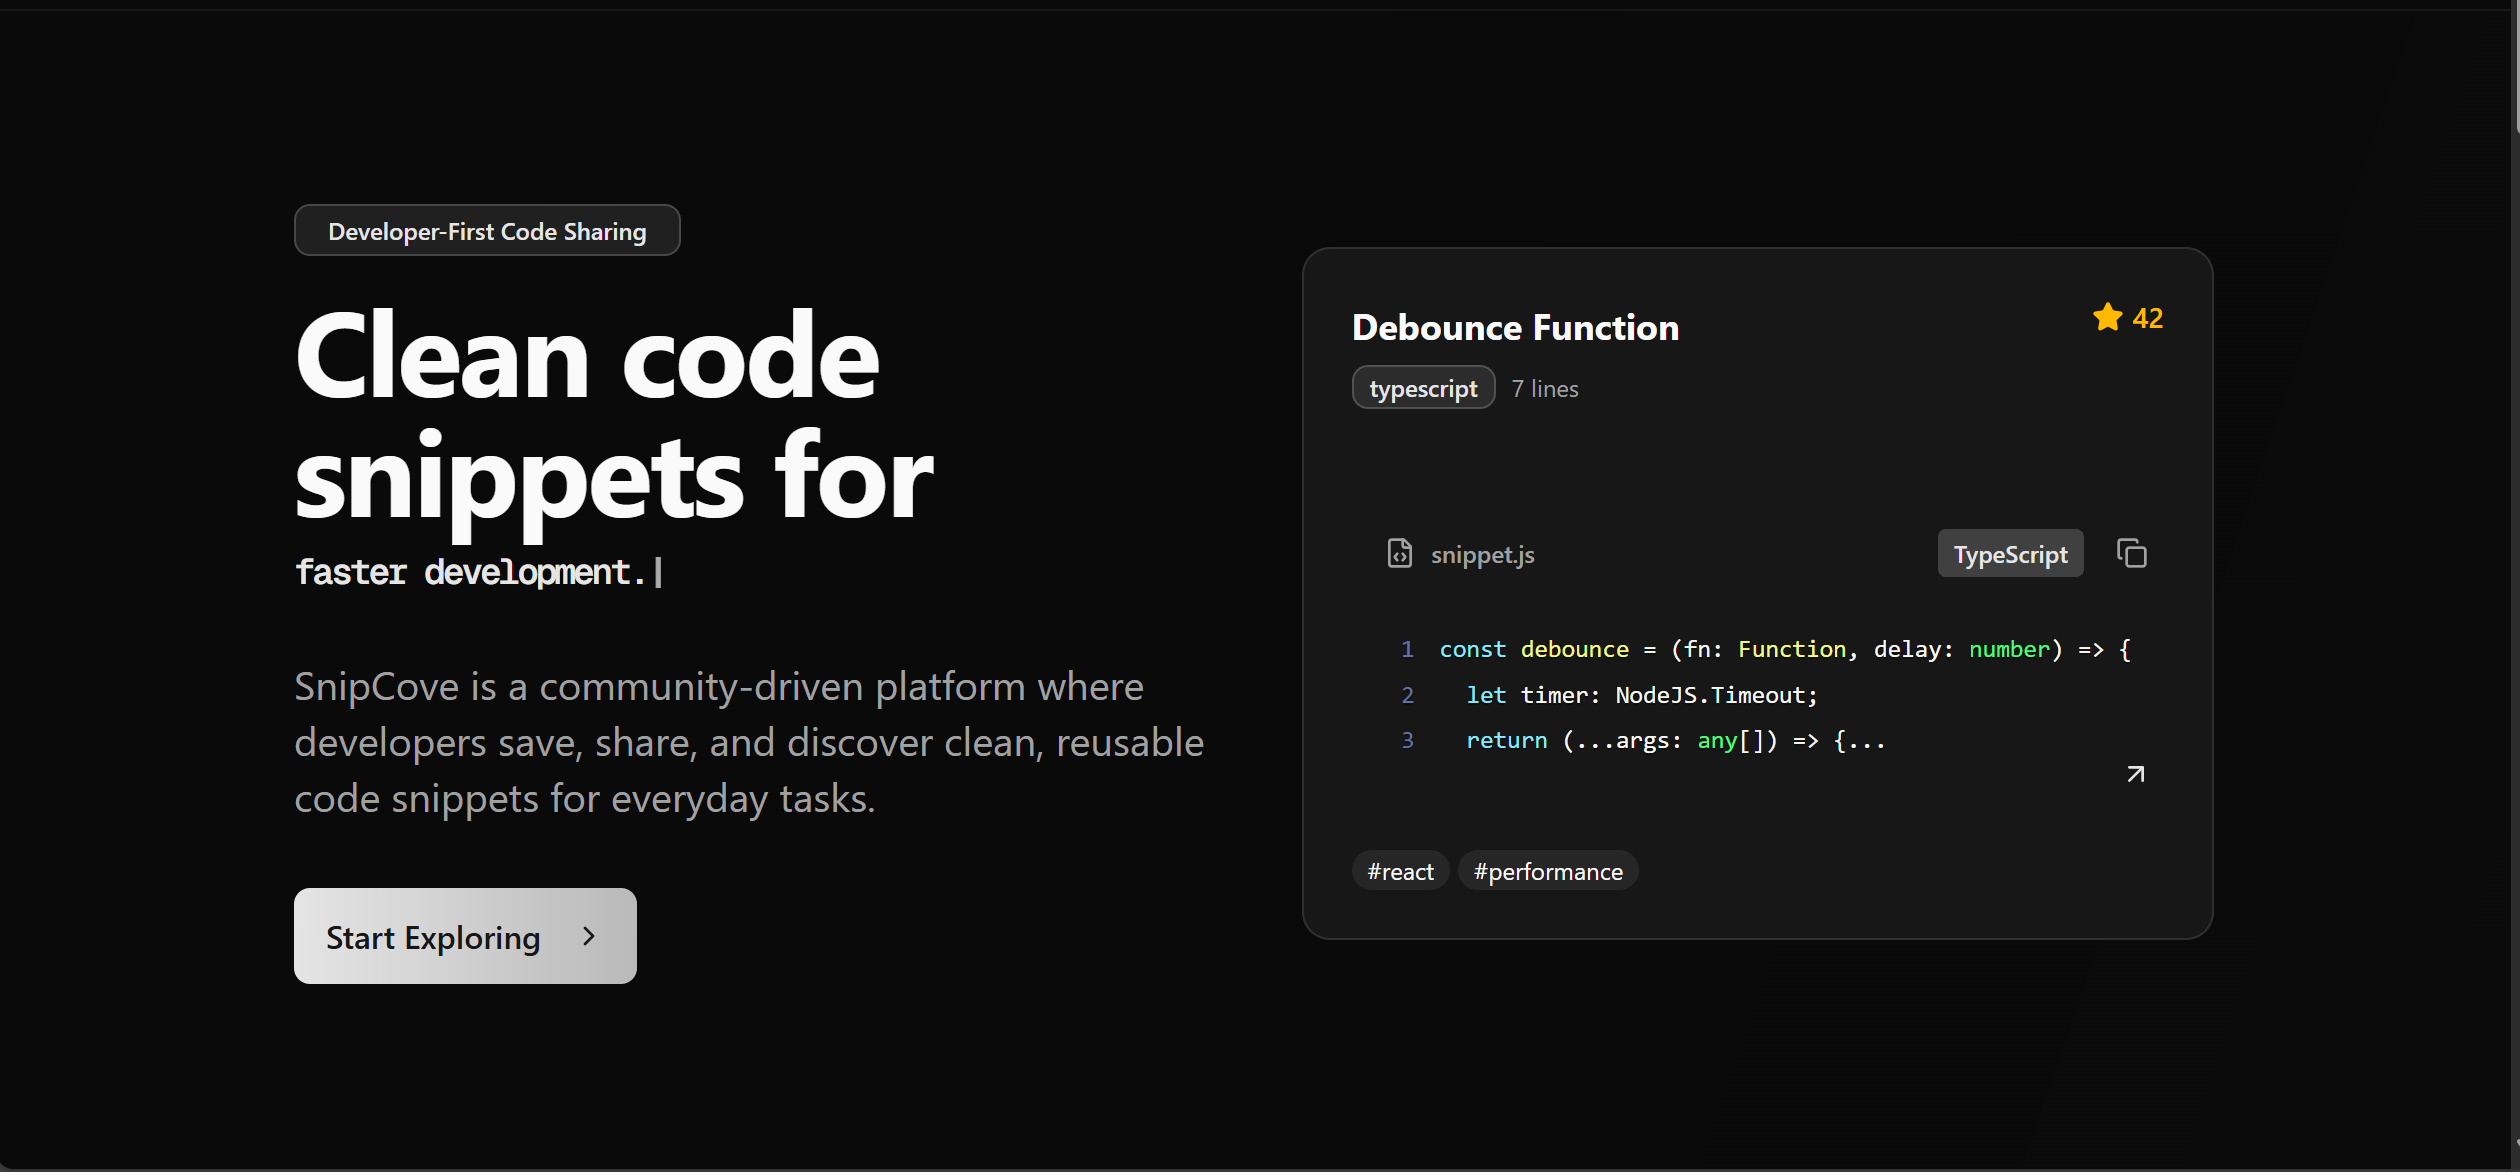 Developer-First Code Sharing
Clean code
snippets for
faster development.|
SnipCove is a community-driven platform where
developers save, share, and discover clean, reusable
code snippets for everyday tasks.
Start Exploring
Debounce Function
42
typescript 7 lines
snippet.js
TypeScript
1 const debounce = (fn: Function, delay: number) => {
2   let timer: NodeJS.Timeout;
3   return (...args: any[]) => {...
#react #performance